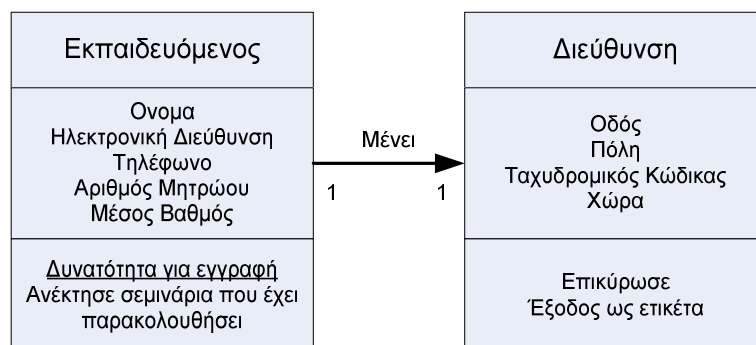 Εκπαιδευόμενος
Ονομα
Ηλεκτρονική Διεύθυνση
Τηλέφωνο
Αριθμός Μητρώου
Μέσος Βαθμός
Δυνατότητα για εγγραφή
Ανέκτησε σεμινάρια που έχει
παρακολουθήσει
Μένει
1 1
Διεύθυνση
Οδός
Πόλη
Ταχυδρομικός Κώδικας
Χώρα
Επικύρωσε
Έξοδος ως ετικέτα